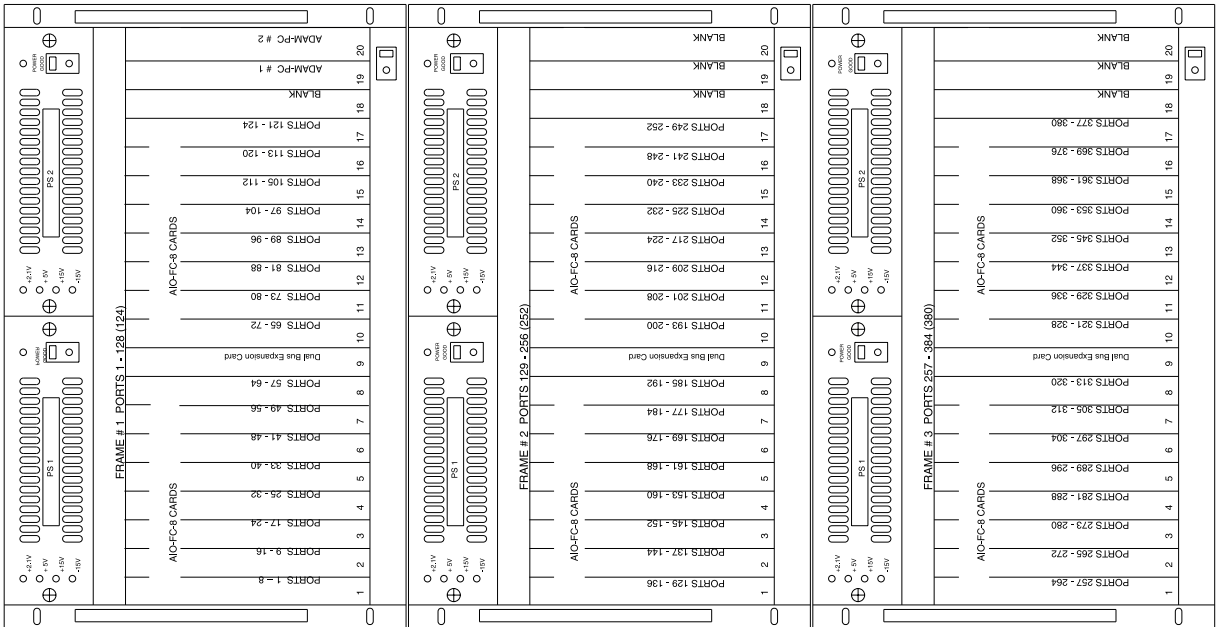 FRAME # 1  PORTS 1 - 128 (124)
PS 2
POWER GOOD
+2.1V
+ 5V
+15V
-15V
PS 1
POWER GOOD
+2.1V
+ 5V
+15V
-15V
AIO-FC-8 CARDS
AIO-FC-8 CARDS
ADAM-PC # 2 20
ADAM-PC # 1 19
BLANK 18
PORTS 121 - 124 17
PORTS 113 - 120 16
PORTS 105 - 112 15
PORTS 97 - 104 14
PORTS 89 - 96 13
PORTS 81 - 88 12
PORTS 73 - 80 11
PORTS 65 - 72 10
Dual Bus Expansion Card 9
PORTS 57 - 64 8
PORTS 49 - 56 7
PORTS 41 - 48 6
PORTS 33 - 40 5
PORTS 25 - 32 4
PORTS 17 - 24 3
PORTS 9 - 16 2
PORTS 1 – 8 1
FRAME # 2  PORTS 129 - 256 (252)
PS 2
POWER GOOD
+2.1V
+ 5V
+15V
-15V
PS 1
POWER GOOD
+2.1V
+ 5V
+15V
-15V
AIO-FC-8 CARDS
AIO-FC-8 CARDS
BLANK 20
BLANK 19
BLANK 18
PORTS 249 - 252 17
PORTS 241 - 248 16
PORTS 233 - 240 15
PORTS 225 - 232 14
PORTS 217 - 224 13
PORTS 209 - 216 12
PORTS 201 - 208 11
PORTS 193 - 200 10
Dual Bus Expansion Card 9
PORTS 185 - 192 8
PORTS 177 - 184 7
PORTS 169 - 176 6
PORTS 161 - 168 5
PORTS 153 - 160 4
PORTS 145 - 152 3
PORTS 137 - 144 2
PORTS 129 - 136 1
FRAME # 3  PORTS 257 - 384 (380)
PS 2
POWER GOOD
+2.1V
+ 5V
+15V
-15V
PS 1
POWER GOOD
+2.1V
+ 5V
+15V
-15V
AIO-FC-8 CARDS
AIO-FC-8 CARDS
BLANK 20
BLANK 19
BLANK 18
PORTS 377 - 380 17
PORTS 369 - 376 16
PORTS 361 - 368 15
PORTS 353 - 360 14
PORTS 345 - 352 13
PORTS 337 - 344 12
PORTS 329 - 336 11
PORTS 321 - 328 10
Dual Bus Expansion Card 9
PORTS 313 - 320 8
PORTS 305 - 312 7
PORTS 297 - 304 6
PORTS 289 - 296 5
PORTS 281 - 288 4
PORTS 273 - 280 3
PORTS 265 - 272 2
PORTS 257 - 264 1